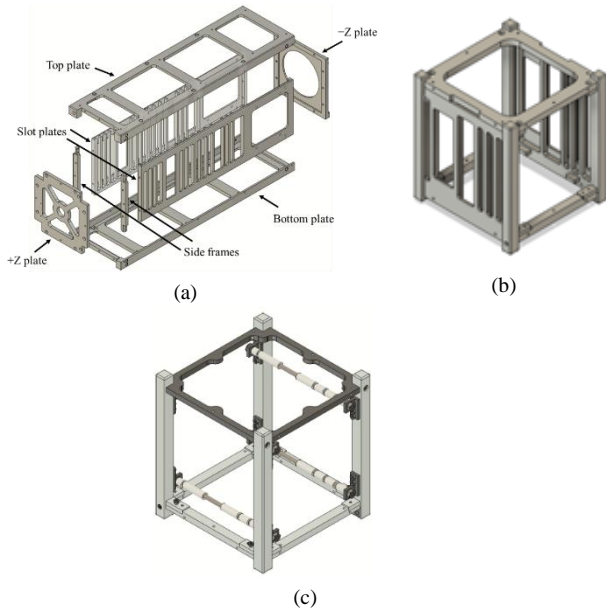 −Z plate
Top plate
Slot plates
Bottom plate
Side frames
+Z plate
(a)
(b)
(c)